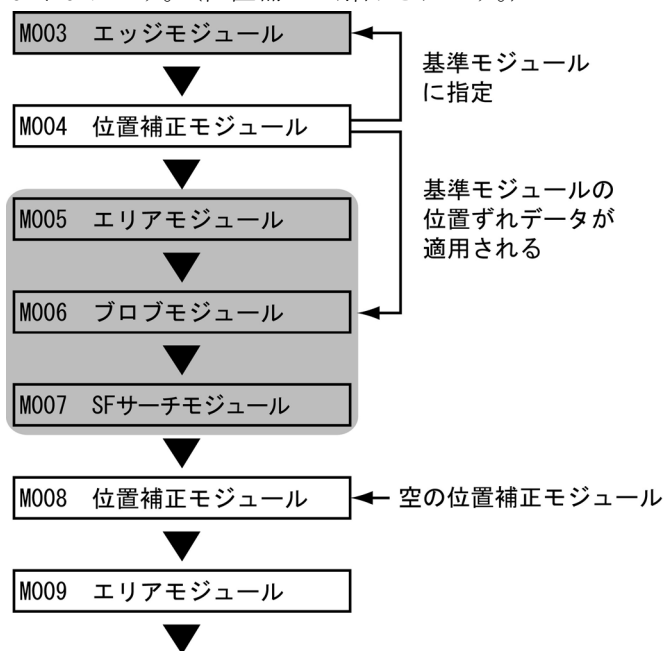 M003 エッジモジュール
基準モジュール
に指定
M004 位置補正モジュール
基準モジュールの
位置ずれデータが
適用される
M005 エリアモジュール
M006 ブロブモジュール
M007 SFサーチモジュール
M008 位置補正モジュール
空の位置補正モジュール
M009 エリアモジュール